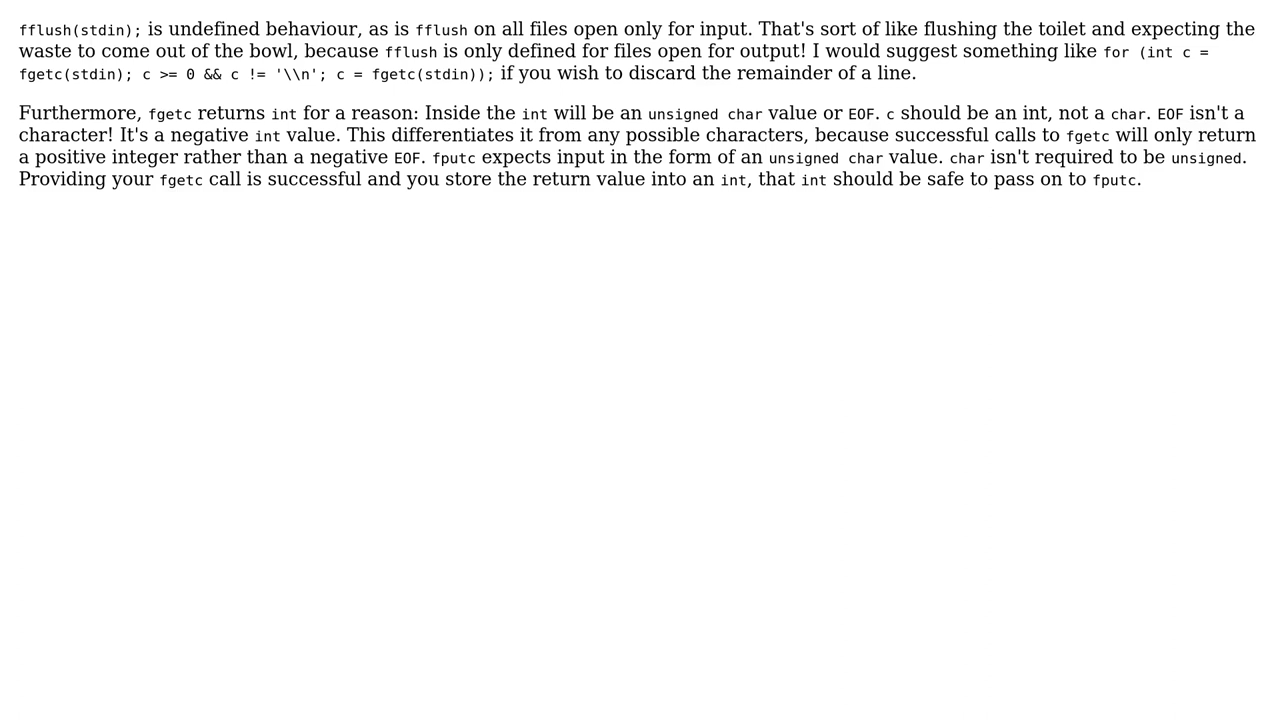 fflush(stdin); is undefined behaviour, as is fflush on all files open only for input. That's sort of like flushing the toilet and expecting the
waste to come out of the bowl, because fflush is only defined for files open for output! I would suggest something like for (int c =
fgetc(stdin); c >= 0 && c != '\\n'; c = fgetc(stdin)); if you wish to discard the remainder of a line.
Furthermore, fgetc returns int for a reason: Inside the int will be an unsigned char value or EOF. c should be an int, not a char. EOF isn't a
character! It's a negative int value. This differentiates it from any possible characters, because successful calls to fgetc will only return
a positive integer rather than a negative EOF. fputc expects input in the form of an unsigned char value. char isn't required to be unsigned.
Providing your fgetc call is successful and you store the return value into an int, that int should be safe to pass on to fputc.